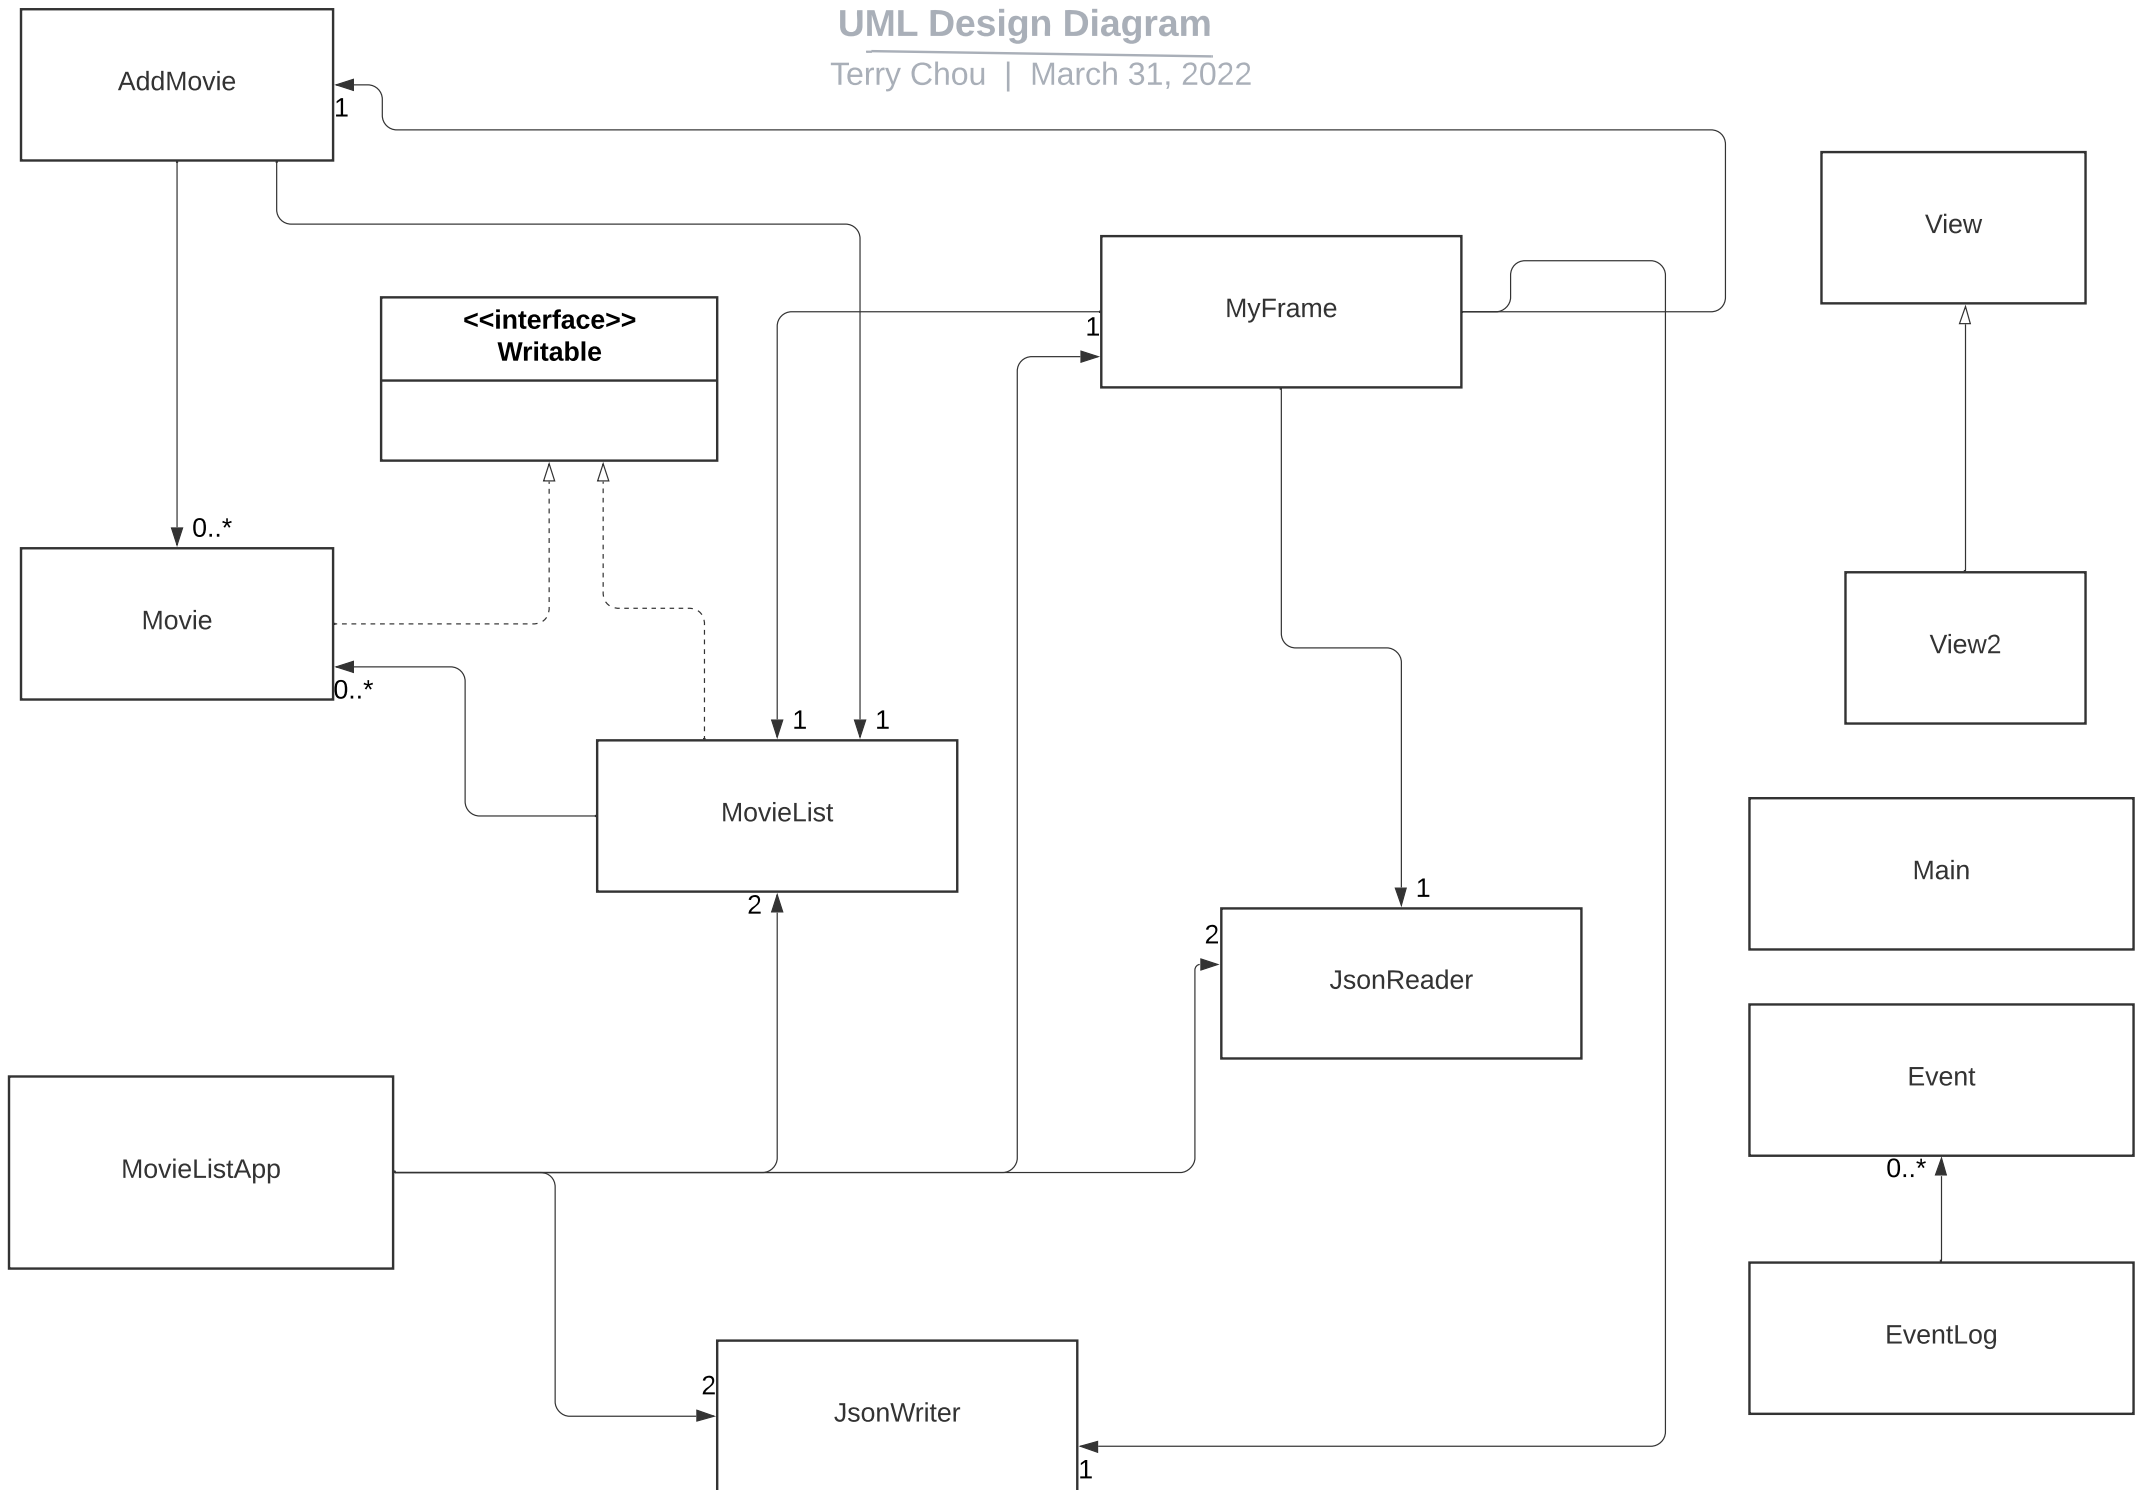 UML Design Diagram
Terry Chou | March 31, 2022
AddMovie
1
View
MyFrame
1
<<interface>>
Writable
0..*
Movie
0..*
View2
1
1
MovieList
2
Main
1
2
JsonReader
Event
0..*
MovieListApp
EventLog
2
JsonWriter
1